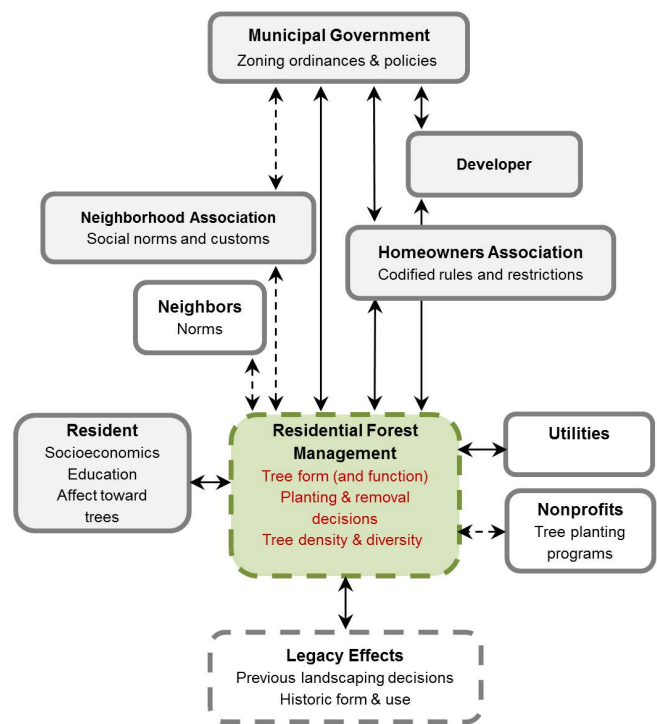 Municipal Government
Zoning ordinances & policies
Developer
Neighborhood Association
Social norms and customs
Homeowners Association
Codified rules and restrictions
Neighbors
Norms
Resident
Socioeconomics
Education
Affect toward
trees
Residential Forest
Management
Tree form (and function)
Planting & removal
decisions
Tree density & diversity
Utilities
Nonprofits
Tree planting
programs
Legacy Effects
Previous landscaping decisions
Historic form & use